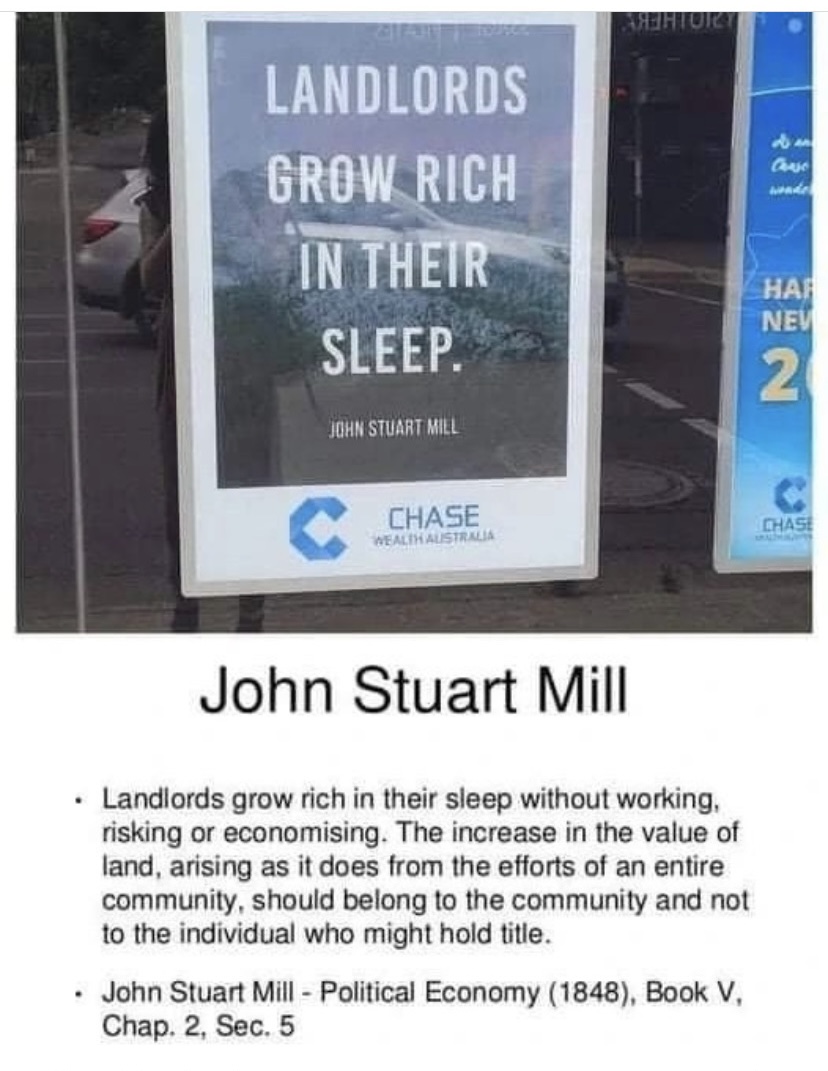 LANDLORDS
GROW RICH
IN THEIR
SLEEP.
JOHN STUART MILL
CHASE
WEALTH AUSTRALIA
Chase
HAP
NEW
2
CHASE
John Stuart Mill
• Landlords grow rich in their sleep without working,
risking or economising. The increase in the value of
land, arising as it does from the efforts of an entire
community, should belong to the community and not
to the individual who might hold title.
• John Stuart Mill - Political Economy (1848), Book V,
Chap. 2, Sec. 5